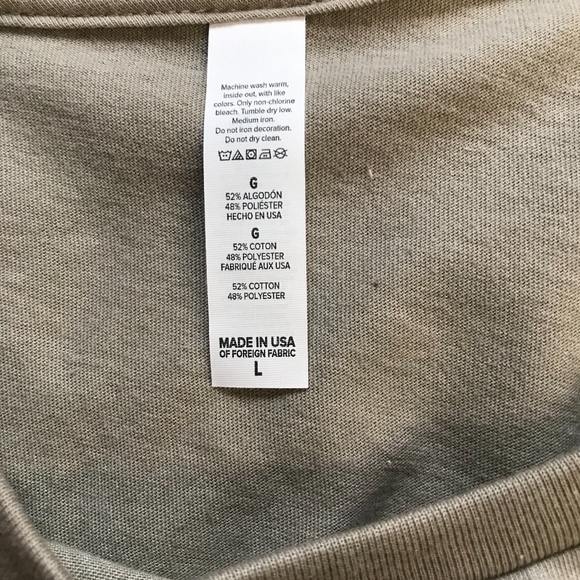 Machine wash warm,
inside out, with like
colors. Only non-chlorine
bleach. Tumble dry low.
Medium iron.
Do not iron decoration.
Do not dry clean.
G
52% ALGODÓN
48% POLIÉSTER
HECHO EN USA
G
52% COTON
48% POLYESTER
FABRIQUÉ AUX USA
52% COTTON
48% POLYESTER
MADE IN USA
OF FOREIGN FABRIC
L